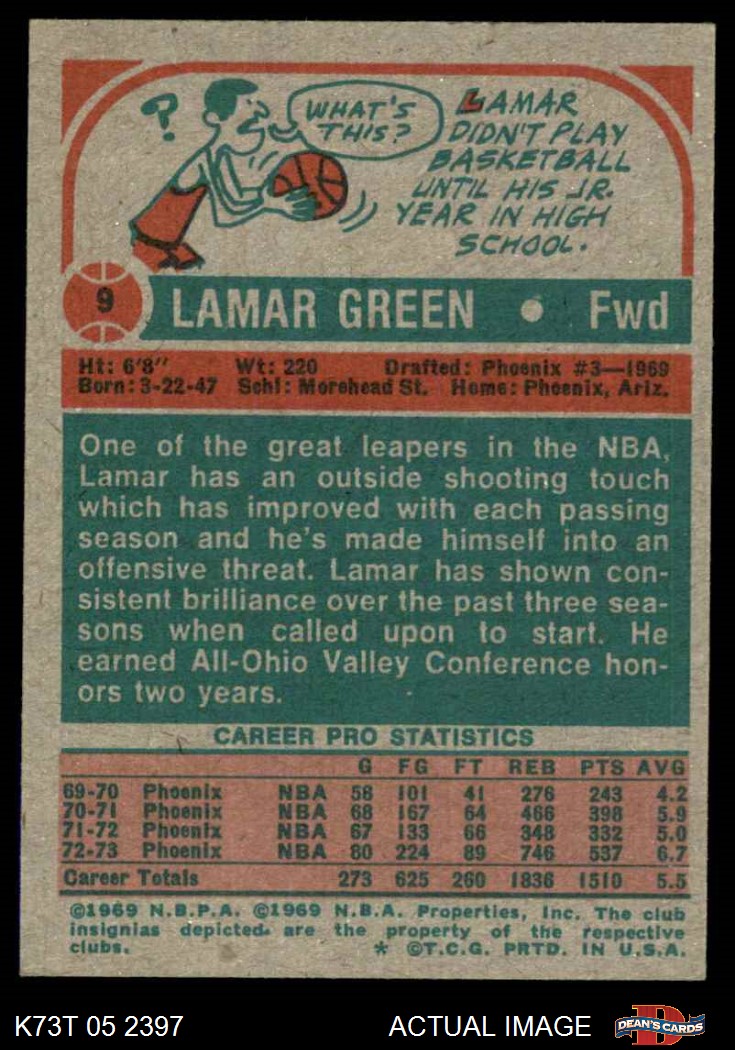 ?
WHAT'S
THIS?
LAMAR
DIDN'T PLAY
BASKETBALL
UNTIL HIS JR.
YEAR IN HIGH
SCHOOL.
9
LAMAR GREEN • Fwd
Ht: 6'8" Wt: 220 Drafted: Phoenix #3—1969
Born: 3-22-47 Schl: Morehead St. Home: Phoenix, Ariz.
One of the great leapers in the NBA,
Lamar has an outside shooting touch
which has improved with each passing
season and he's made himself into an
offensive threat. Lamar has shown con-
sistent brilliance over the past three sea-
sons when called upon to start. He
earned All-Ohio Valley Conference hon-
ors two years.
CAREER PRO STATISTICS
G FG FT REB PTS AVG
69-70 Phoenix NBA 58 101 41 276 243 4.2
70-71 Phoenix NBA 68 167 64 466 398 5.9
71-72 Phoenix NBA 67 133 66 348 332 5.0
72-73 Phoenix NBA 80 224 89 746 537 6.7
Career Totals 273 625 260 1836 1510 5.5
©1969 N.B.P.A. ©1969 N.B.A. Properties, Inc. The club
insignias depicted are the property of the respective
clubs. * ©T.C.G. PRTD. IN U.S.A.
K73T 05 2397 ACTUAL IMAGE
D
DEAN'S CARDS